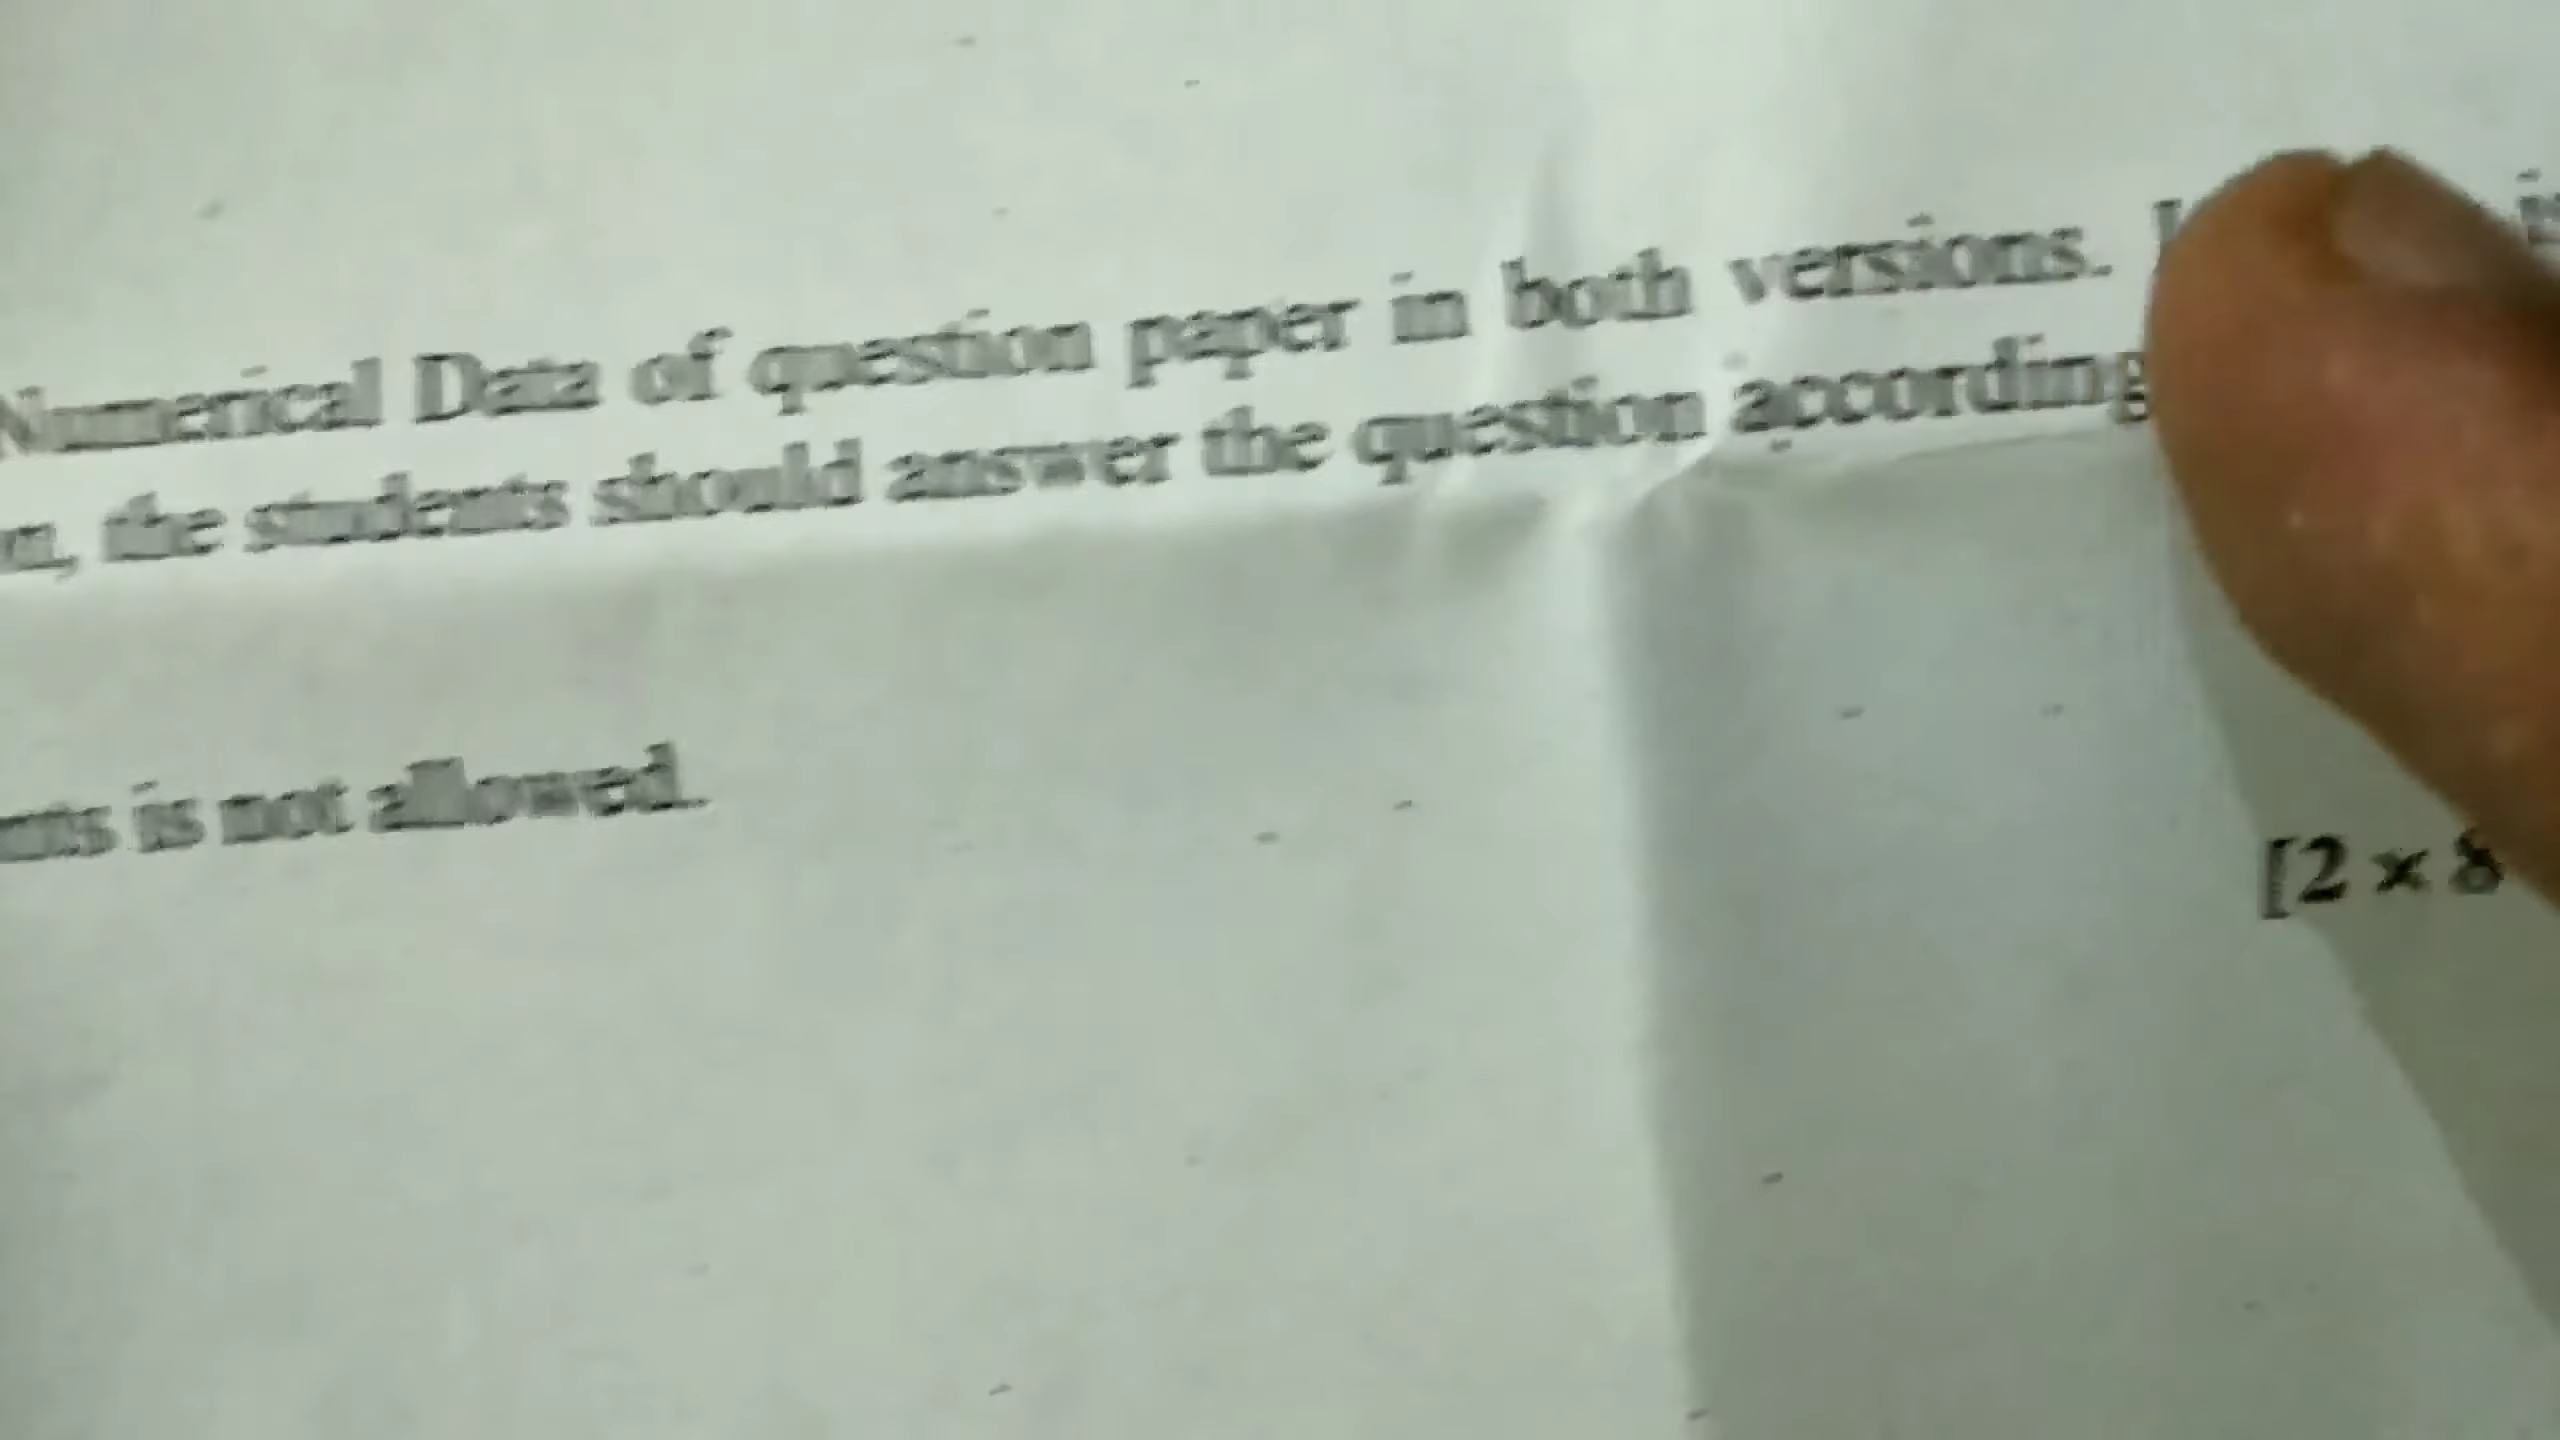 Numerical Data of question paper in both versions.
the students should answer the question according
is not allowed.
[2 × 8